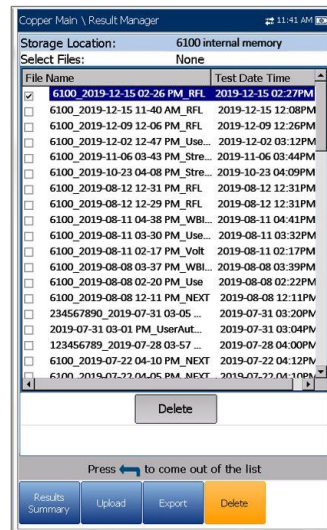 Copper Main \ Result Manager 11:41 AM
Storage Location: 6100 internal memory
Select Files: None
File Name Test Date Time
6100_2019-12-15 02-26 PM_RFL 2019-12-15 02:27PM
6100_2019-12-15 11-40 AM_RFL 2019-12-15 12:08PM
6100_2019-12-09 12-06 PM_RFL 2019-12-09 12:26PM
6100_2019-12-02 12-47 PM_Use... 2019-12-02 03:12PM
6100_2019-11-06 03-43 PM_Stre... 2019-11-06 03:44PM
6100_2019-10-23 04-08 PM_Stre... 2019-10-23 04:09PM
6100_2019-08-12 12-31 PM_RFL 2019-08-12 12:31PM
6100_2019-08-12 12-29 PM_RFL 2019-08-12 12:31PM
6100_2019-08-11 04-38 PM_WBI... 2019-08-11 04:41PM
6100_2019-08-11 03-30 PM_Use... 2019-08-11 03:32PM
6100_2019-08-11 02-17 PM_Volt 2019-08-11 02:17PM
6100_2019-08-08 03-37 PM_WBI... 2019-08-08 03:39PM
6100_2019-08-08 02-20 PM_Use 2019-08-08 02:22PM
6100_2019-08-08 12-11 PM_NEXT 2019-08-08 12:11PM
234567890_2019-07-31 03-05 ... 2019-07-31 03:20PM
2019-07-31 03-01 PM_UserAut... 2019-07-31 03:04PM
123456789_2019-07-28 03-57 ... 2019-07-28 04:00PM
6100_2019-07-22 04-10 PM_NEXT 2019-07-22 04:12PM
6100_2019-07-22 04-05 PM_NEXT 2019-07-22 04:10PM
Delete
Press to come out of the list
Results Summary
Upload
Export
Delete